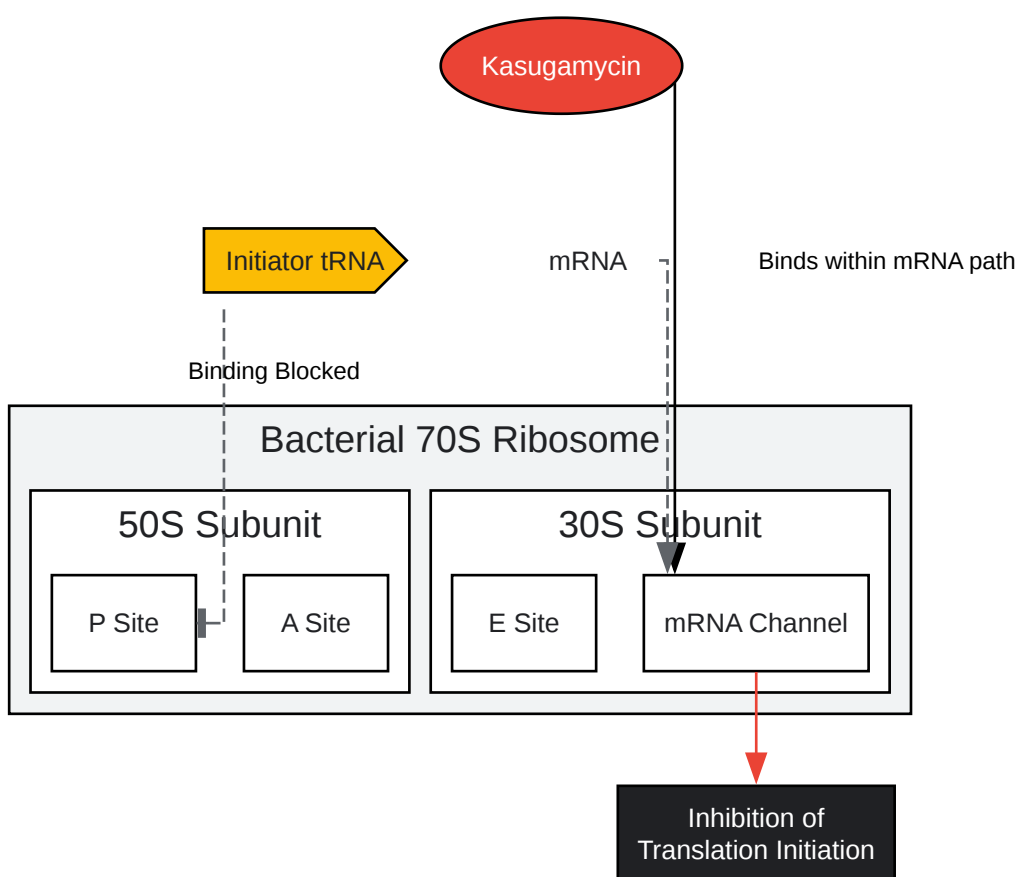 Kasugamycin
Initiator tRNA
mRNA
Binds within mRNA path
Binding Blocked
Bacterial 70S Ribosome
50S Subunit
30S Subunit
P Site
A Site
E Site
mRNA Channel
Inhibition of
Translation Initiation